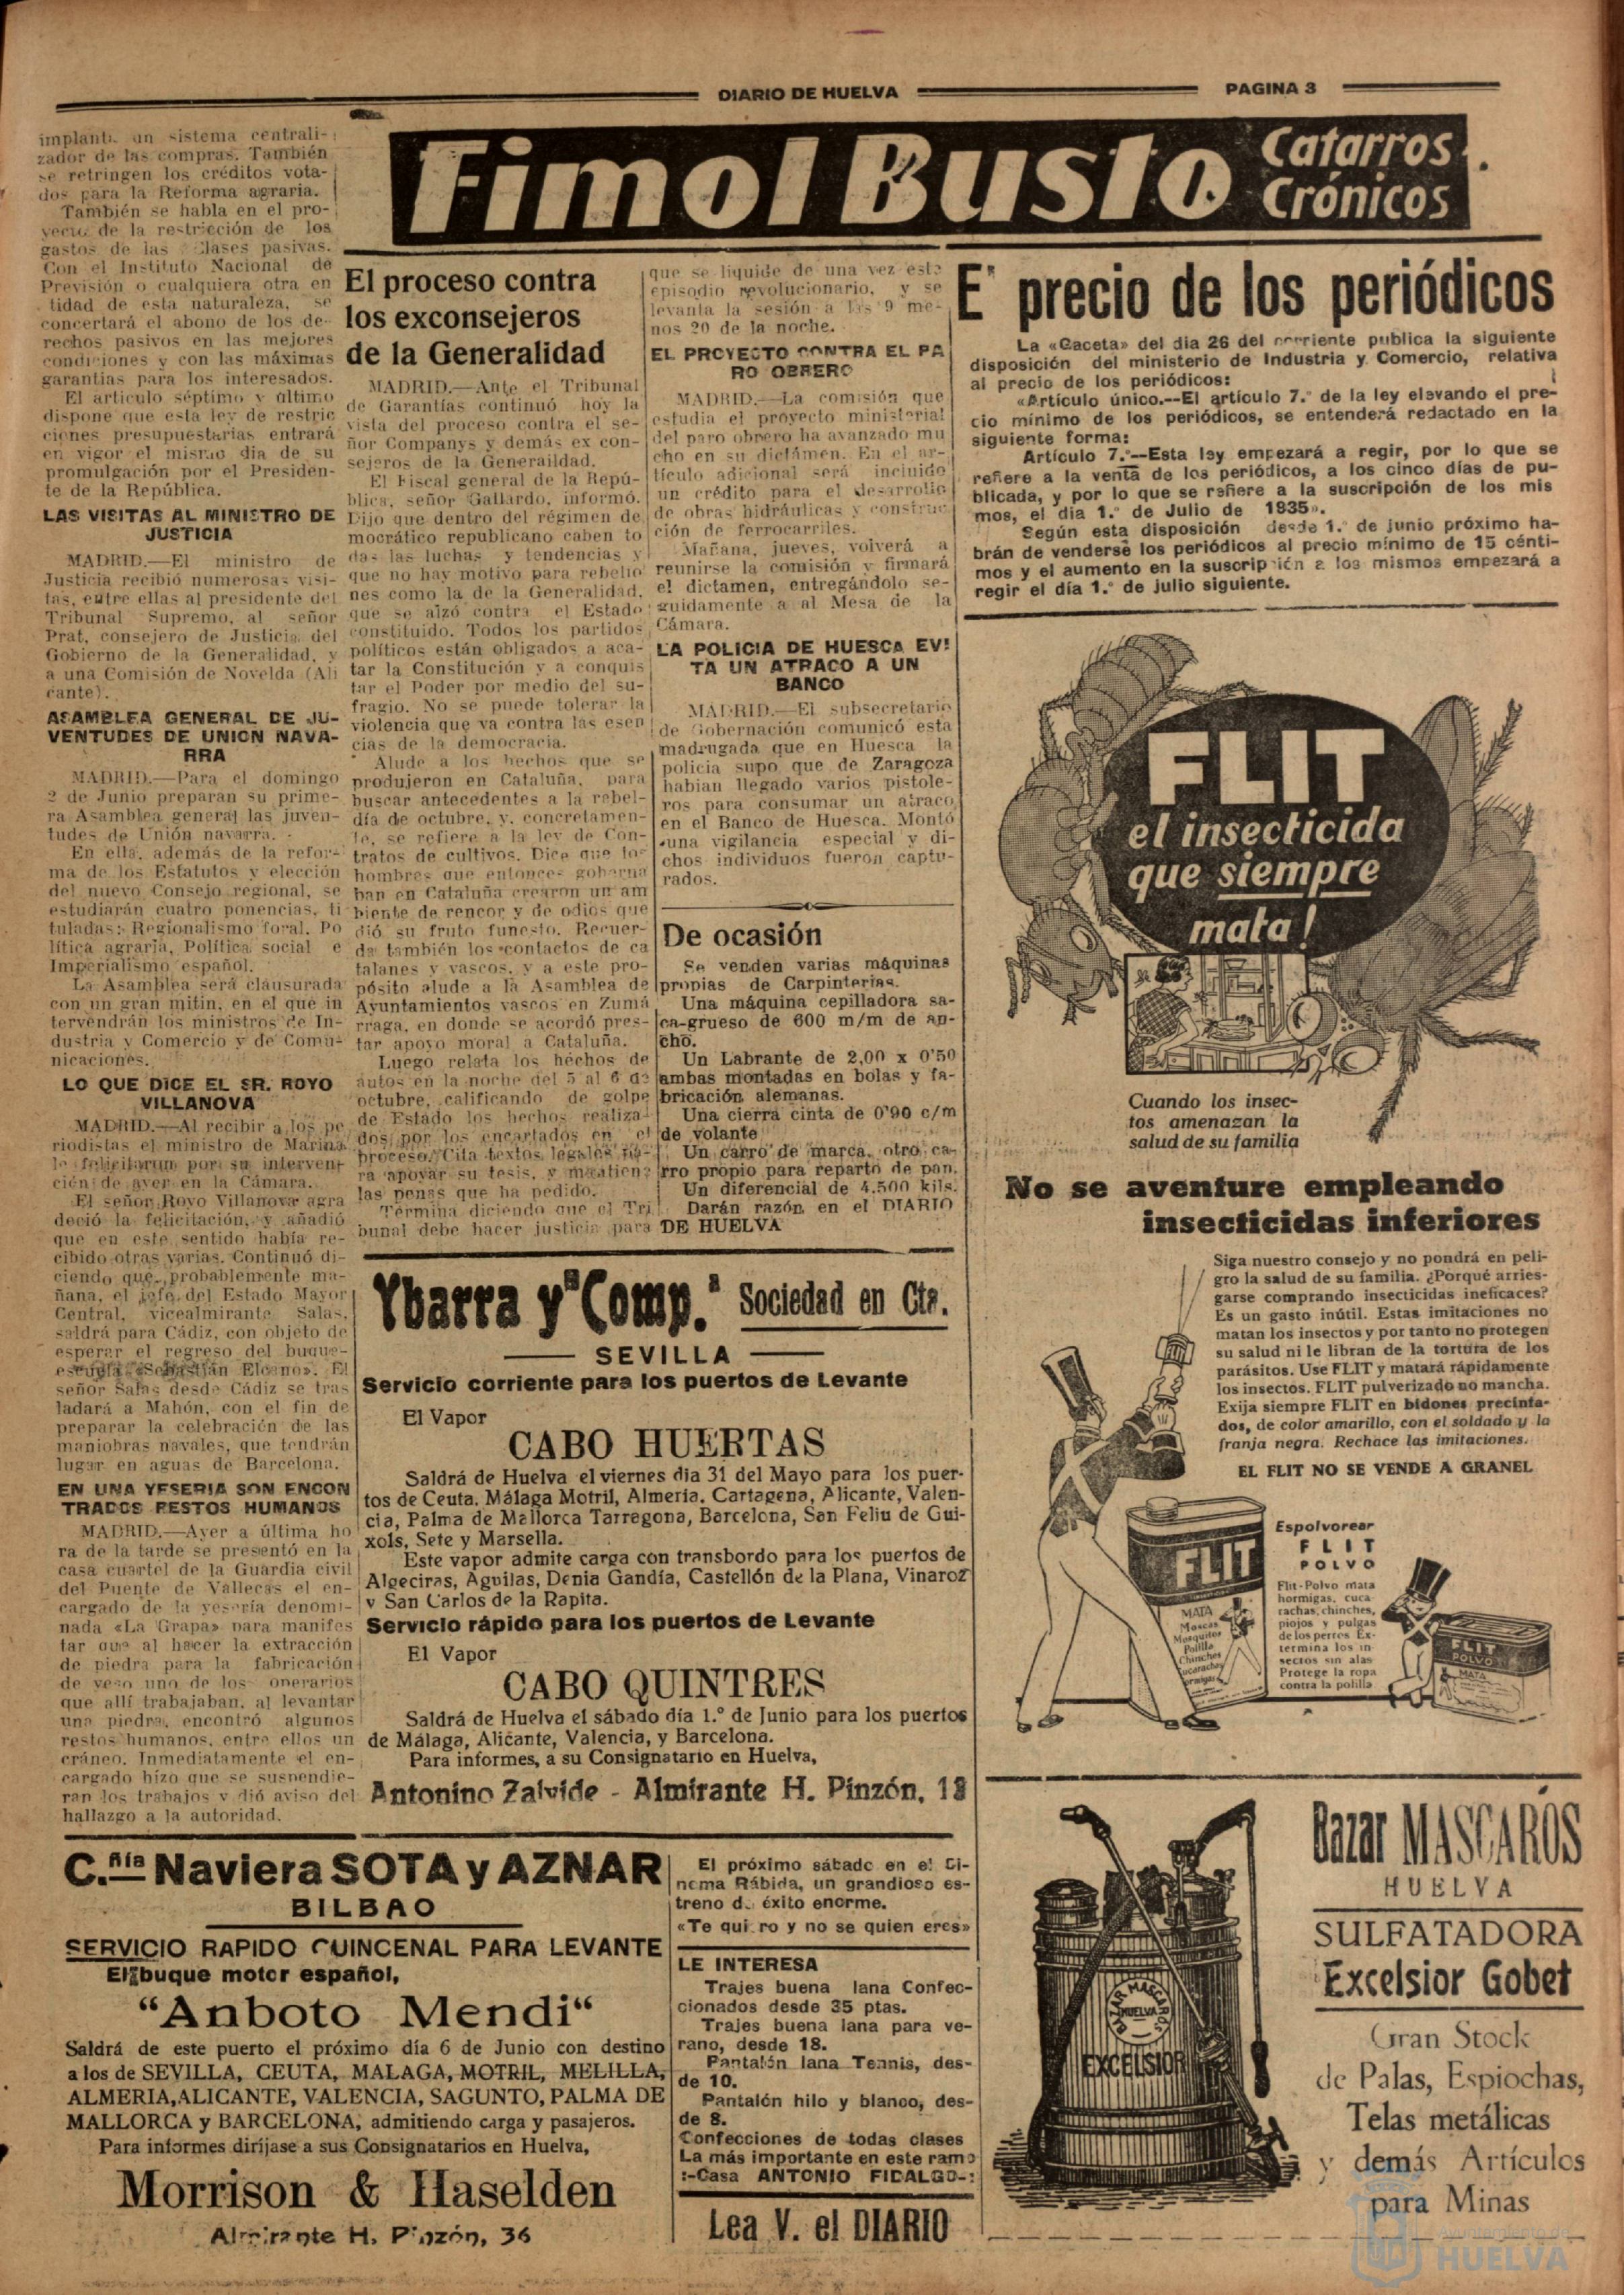 DIARIO DE HUELVA
PAGINA 3
Fimol Busto Catarros
Crónicos
implanta un sistema centrali-
zador de las compras. También
se retringen los créditos vota-
dos para la Reforma agraria.
También se habla en el pro-
yecto de la restricción de los
gastos de las Clases pasivas.
Con el Instituto Nacional de
Previsión o cualquiera otra en
tidad de esta naturaleza, se
concertará el abono de los de-
rechos pasivos en las mejores
condiciones y con las máximas
garantías para los interesados.
El artículo séptimo y último
dispone que esta ley de restric
ciones presupuestarias entrará
en vigor el mismo dia de su
promulgación por el Presiden-
te de la República.
LAS VISITAS AL MINISTRO DE
JUSTICIA
MADRID.—El ministro de
Justicia recibió numerosas visi-
tas, entre ellas al presidente del
Tribunal Supremo, al señor
Prat, consejero de Justicia del
Gobierno de la Generalidad, y
a una Comisión de Novelda (Ali
cante).
ASAMBLEA GENERAL DE JU-
VENTUDES DE UNION NAVA-
RRA
MADRID.—Para el domingo
2 de Junio preparan su prime-
ra Asamblea general las juven-
tudes de Unión navarra.
En ella, además de la refor-
ma de los Estatutos y elección
del nuevo Consejo regional, se
estudiarán cuatro ponencias, ti
tuladas: Regionalismo foral, Po
lítica agraria, Política social e
Imperialismo español.
La Asamblea será clausurada
con un gran mitin, en el que in
tervendrán los ministros de In-
dustria y Comercio y de Comu-
nicaciones.
LO QUE DICE EL SR. ROYO
VILLANOVA
MADRID.—Al recibir a los pe
riodistas el ministro de Marina
le felicitarun por su interven-
ción de ayer en la Cámara.
El señor Royo Villanova agra
deció la felicitación, y añadió
que en este sentido había re-
cibido otras varias. Continuó di-
ciendo que probablemente ma-
ñana, el jefe del Estado Mayor
Central, vicealmirante Salas,
saldrá para Cádiz, con objeto de
esperar el regreso del buque-
escuela «Sebastián Elcano». El
señor Salas desde Cádiz se tras
ladará a Mahón, con el fin de
preparar la celebración de las
maniobras navales, que tendrán
lugar en aguas de Barcelona.
EN UNA YESERIA SON ENCON
TRADOS RESTOS HUMANOS
MADRID.—Ayer a última ho
ra de la tarde se presentó en la
casa cuartel de la Guardia civil
del Puente de Vallecas el en-
cargado de la yesería denomi-
nada «La Grapa» para manifes
tar que al hacer la extracción
de piedra para la fabricación
de yeso uno de los operarios
que allí trabajaban, al levantar
una piedra, encontró algunos
restos humanos, entre ellos un
cráneo. Inmediatamente el en-
cargado hizo que se suspendie-
ran los trabajos y dió aviso del
hallazgo a la autoridad.
El proceso contra
los exconsejeros
de la Generalidad
MADRID.—Ante el Tribunal
de Garantías continuó hoy la
vista del proceso contra el se-
ñor Companys y demás ex con-
sejeros de la Generaildad.
El Fiscal general de la Repú-
blica, señor Gallardo, informó.
Dijo que dentro del régimen de
mocrático republicano caben to
das las luchas y tendencias y
que no hay motivo para rebelio
nes como la de la Generalidad,
que se alzó contra el Estado
constituido. Todos los partidos
políticos están obligados a aca-
tar la Constitución y a conquis
tar el Poder por medio del su-
fragio. No se puede tolerar la
violencia que va contra las esen
cias de la democracia.
Alude a los hechos que se
produjeron en Cataluña, para
buscar antecedentes a la rebel-
día de octubre, y, concretamen-
te, se refiere a la ley de Con-
tratos de cultivos. Dice que los
hombres que entonces goberna
ban en Cataluña crearon un am
biente de rencor y de odios que
dió su fruto funesto. Recuer-
da también los contactos de ca
talanes y vascos, y a este pro-
pósito alude a la Asamblea de
Ayuntamientos vascos en Zumá
rraga, en donde se acordó pres-
tar apoyo moral a Cataluña.
Luego relata los hechos de
autos en la noche del 5 al 6 de
octubre, calificando de golpe
de Estado los hechos realiza-
dos por los encartados en el
proceso. Cita textos legales pa-
ra apoyar su tesis, y mantiene
las penas que ha pedido.
Termina diciendo que el Tri
bunal debe hacer justicia para
que se liquide de una vez este
episodio revolucionario, y se
levanta la sesión a las 9 me-
nos 20 de la noche.
EL PROYECTO CONTRA EL PA
RO OBRERO
MADRID.—La comisión que
estudia el proyecto ministerial
del paro obrero ha avanzado mu
cho en su dictámen. En el ar-
tículo adicional será incluido
un crédito para el desarrollo
de obras hidráulicas y construc
ción de ferrocarriles.
Mañana, jueves, volverá a
reunirse la comisión y firmará
el dictamen, entregándolo se-
guidamente a al Mesa de la
Cámara.
LA POLICIA DE HUESCA EVI
TA UN ATRACO A UN
BANCO
MADRID.—El subsecretario
de Gobernación comunicó esta
madrugada que en Huesca la
policía supo que de Zaragoza
habían llegado varios pistole-
ros para consumar un atraco
en el Banco de Huesca. Montó
una vigilancia especial y di-
chos individuos fueron captu-
rados.
De ocasión
Se venden varias máquinas
propias de Carpinterías.
Una máquina cepilladora sa-
ca-grueso de 600 m/m de an-
cho.
Un Labrante de 2,00 x 0'50
ambas montadas en bolas y fa-
bricación alemanas.
Una cierra cinta de 0'90 c/m
de volante
Un carro de marca, otro ca-
rro propio para reparto de pan.
Un diferencial de 4.500 kils.
Darán razón en el DIARIO
DE HUELVA
E' precio de los periódicos
La «Gaceta» del dia 26 del corriente publica la siguiente
disposición del ministerio de Industria y Comercio, relativa
al precio de los periódicos:
«Artículo único.--El artículo 7.º de la ley elevando el pre-
cio mínimo de los periódicos, se entenderá redactado en la
siguiente forma:
Artículo 7.º--Esta ley empezará a regir, por lo que se
refiere a la venta de los periódicos, a los cinco días de pu-
blicada, y por lo que se refiere a la suscripción de los mis
mos, el dia 1.º de Julio de 1835».
Según esta disposición desde 1.º de junio próximo ha-
brán de venderse los periódicos al precio mínimo de 15 cénti-
mos y el aumento en la suscripción a los mismos empezará a
regir el día 1.º de julio siguiente.
FLIT
el insecticida
que siempre
mata!
Cuando los insec-
tos amenazan la
salud de su familia
No se aventure empleando
insecticidas inferiores
Siga nuestro consejo y no pondrá en peli-
gro la salud de su familia. ¿Porqué arries-
garse comprando insecticidas ineficaces?
Es un gasto inútil. Estas imitaciones no
matan los insectos y por tanto no protegen
su salud ni le libran de la tortura de los
parásitos. Use FLIT y matará rápidamente
los insectos. FLIT pulverizado no mancha.
Exija siempre FLIT en bidones precinta-
dos, de color amarillo, con el soldado y la
franja negra. Rechace las imitaciones.
EL FLIT NO SE VENDE A GRANEL
FLIT
MATA
Moscas
Mosquitos
Polilla
Chinches
Cucarachas
Hormigas
Espolvorear
FLIT
POLVO
Flit-Polvo mata
hormigas, cuca
rachas, chinches,
piojos y pulgas
de los perros Ex-
termina los in
sectos sin alas
Protege la ropa
contra la polilla
FLIT
POLVO
MATA
Ybarra y Cª Comp.ª Sociedad en Cta.
SEVILLA
Servicio corriente para los puertos de Levante
El Vapor
CABO HUERTAS
Saldrá de Huelva el viernes dia 31 del Mayo para los puer-
tos de Ceuta, Málaga Motril, Almería, Cartagena, Alicante, Valen-
cia, Palma de Mallorca Tarregona, Barcelona, San Feliu de Gui-
xols, Sete y Marsella.
Este vapor admite carga con transbordo para los puertos de
Algeciras, Aguilas, Denia Gandía, Castellón de la Plana, Vinaroz
y San Carlos de la Rapita.
Servicio rápido para los puertos de Levante
El Vapor
CABO QUINTRES
Saldrá de Huelva el sábado día 1.º de Junio para los puertos
de Málaga, Alicante, Valencia, y Barcelona.
Para informes, a su Consignatario en Huelva,
Antonino Zalvide - Almirante H. Pinzón, 13
C.ñía Naviera SOTA y AZNAR
BILBAO
SERVICIO RAPIDO QUINCENAL PARA LEVANTE
El buque motor español,
"Anboto Mendi"
Saldrá de este puerto el próximo día 6 de Junio con destino
a los de SEVILLA, CEUTA, MALAGA, MOTRIL, MELILLA,
ALMERIA, ALICANTE, VALENCIA, SAGUNTO, PALMA DE
MALLORCA y BARCELONA, admitiendo carga y pasajeros.
Para informes diríjase a sus Consignatarios en Huelva,
Morrison & Haselden
Almirante H. Pinzón, 36
El próximo sábado en el Ci-
nema Rábida, un grandioso es-
treno de éxito enorme.
«Te quiero y no se quien eres»
LE INTERESA
Trajes buena lana Confec-
cionados desde 35 ptas.
Trajes buena lana para ve-
rano, desde 18.
Pantalón lana Tennis, des-
de 10.
Pantalón hilo y blanco, des-
de 8.
Confecciones de todas clases
La más importante en este ramo
:-Casa ANTONIO FIDALGO-:
Lea V. el DIARIO
BAZAR MASCAROS
HUELVA
EXCELSIOR
Bazar MASCARÓS
HUELVA
SULFATADORA
Excelsior Gobet
Gran Stock
de Palas, Espiochas,
Telas metálicas
y demás Artículos
para Minas
Ayuntamiento de
HUELVA